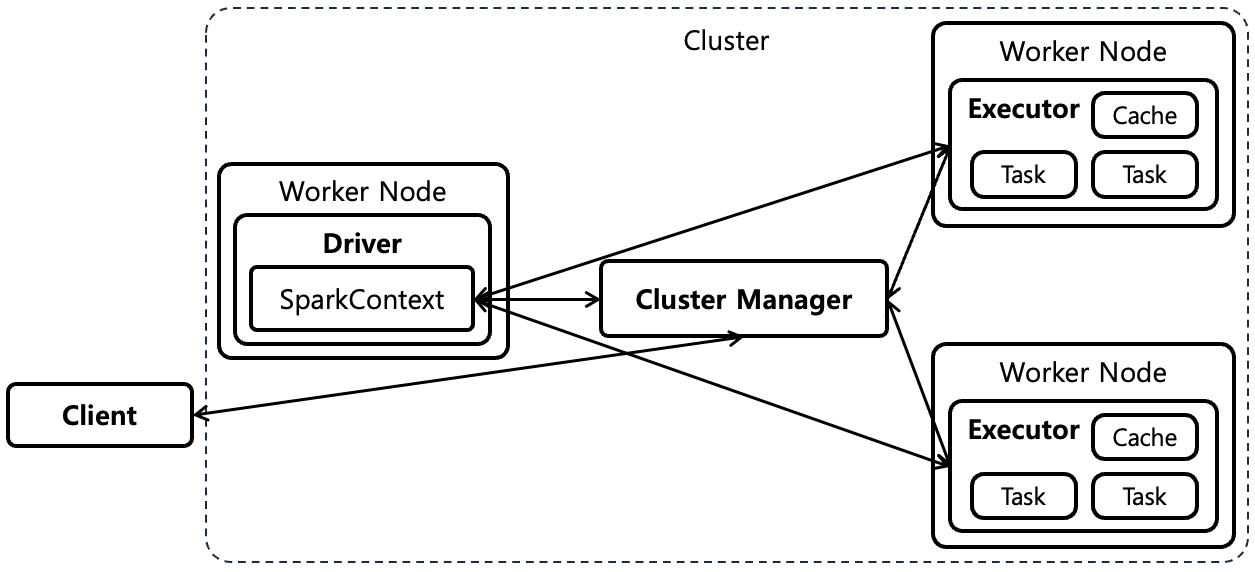 Cluster
Worker Node
Driver
SparkContext
Client
Cluster Manager
Worker Node
Executor
Cache
Task
Task
Worker Node
Executor
Cache
Task
Task